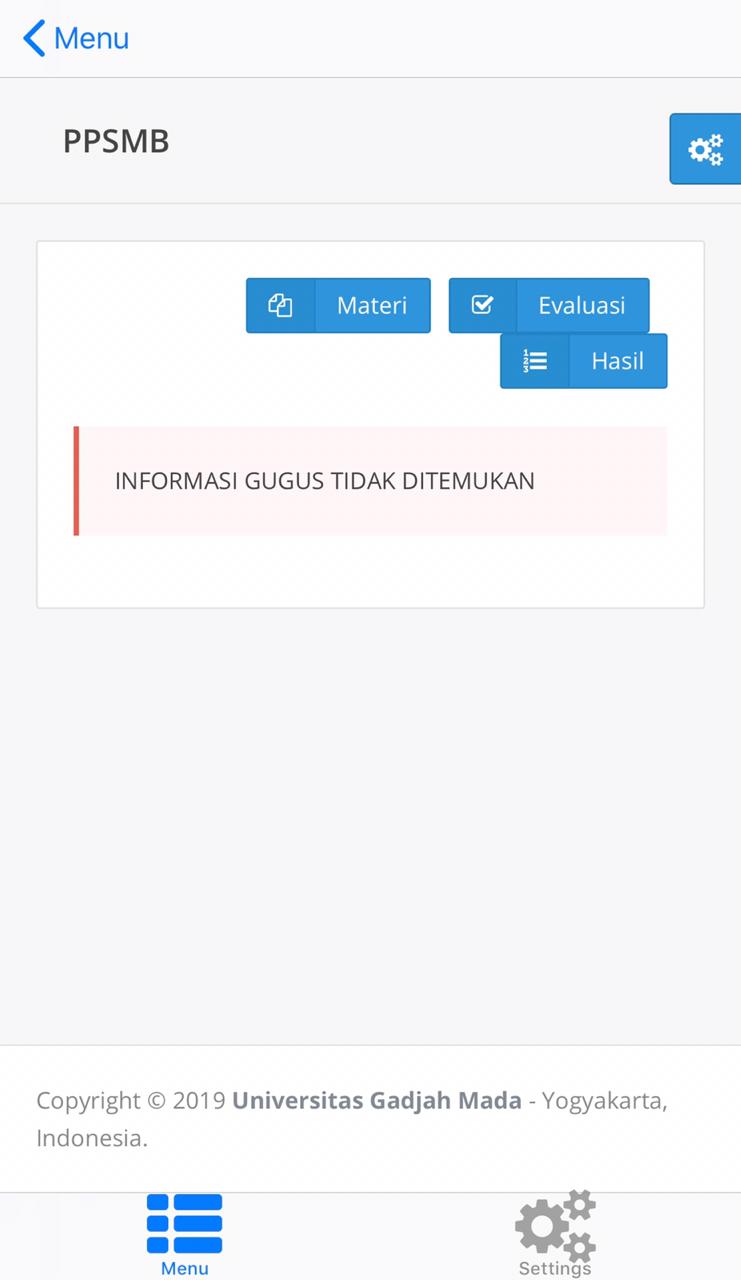 Menu
PPSMB
Materi
Evaluasi
Hasil
INFORMASI GUGUS TIDAK DITEMUKAN
Copyright © 2019 Universitas Gadjah Mada - Yogyakarta,
Indonesia.
Menu
Settings